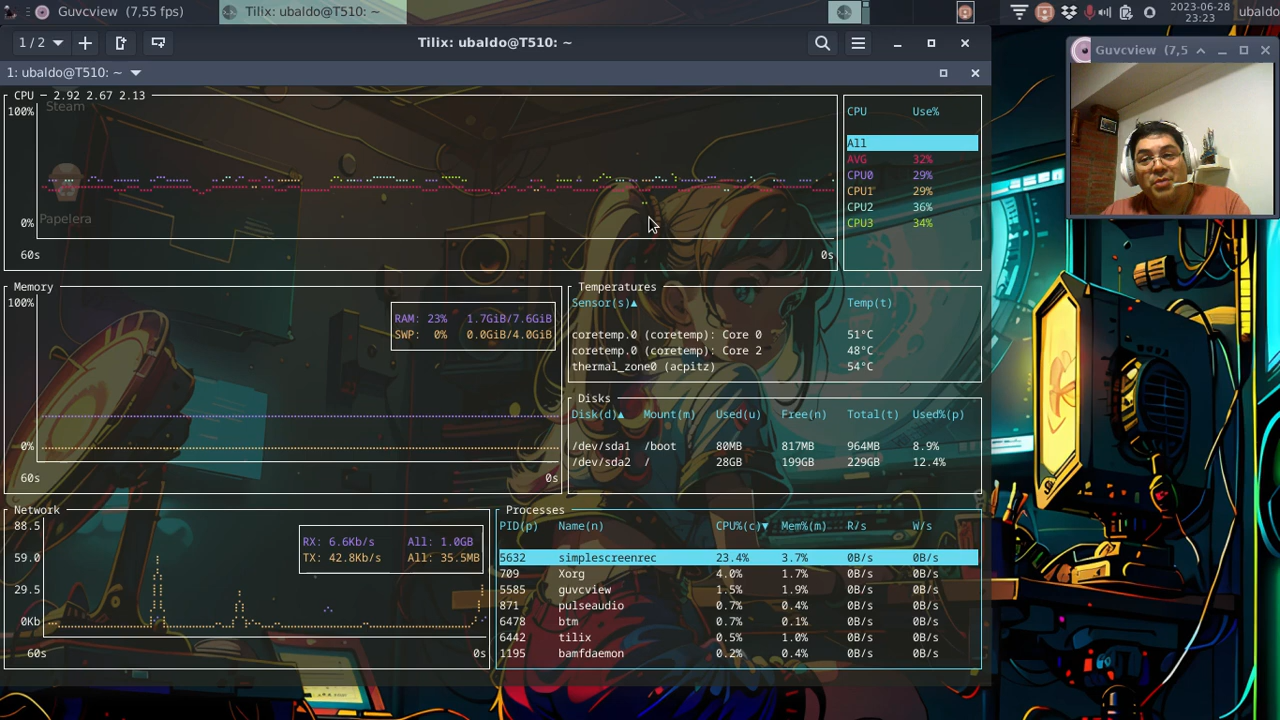 Guvcview (7,55 fps)
Tilix: ubaldo@T510: ~
2023-06-28
23:23
ubaldo
1 / 2
Tilix: ubaldo@T510: ~
Guvcview (7,5
1: ubaldo@T510: ~
CPU — 2.92 2.67 2.13
Steam
100%
0%
Papelera
60s 0s
CPU Use%
All
AVG 32%
CPU0 29%
CPU1 29%
CPU2 36%
CPU3 34%
Memory
100%
RAM: 23% 1.7GiB/7.6GiB
SWP: 0% 0.0GiB/4.0GiB
0%
60s 0s
Temperatures
Sensor(s)▲ Temp(t)
coretemp.0 (coretemp): Core 0 51°C
coretemp.0 (coretemp): Core 2 48°C
thermal_zone0 (acpitz) 54°C
Disks
Disk(d)▲ Mount(m) Used(u) Free(n) Total(t) Used%(p)
/dev/sda1 /boot 80MB 817MB 964MB 8.9%
/dev/sda2 / 28GB 199GB 229GB 12.4%
Network
88.5
RX: 6.6Kb/s All: 1.0GB
TX: 42.8Kb/s All: 35.5MB
59.0
29.5
0Kb
60s 0s
Processes
PID(p) Name(n) CPU%(c)▼ Mem%(m) R/s W/s
5632 simplescreenrec 23.4% 3.7% 0B/s 0B/s
709 Xorg 4.0% 1.7% 0B/s 0B/s
5585 guvcview 1.5% 1.9% 0B/s 0B/s
871 pulseaudio 0.7% 0.4% 0B/s 0B/s
6478 btm 0.7% 0.1% 0B/s 0B/s
6442 tilix 0.5% 1.0% 0B/s 0B/s
1195 bamfdaemon 0.2% 0.4% 0B/s 0B/s